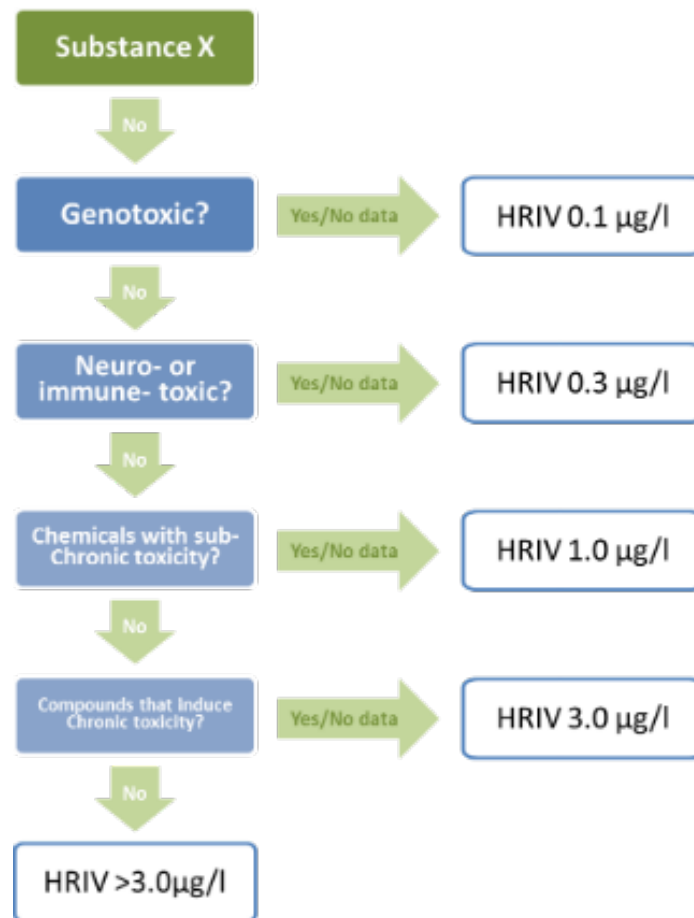 Substance X
No
Genotoxic?
Yes/No data
HRIV 0.1 µg/l
No
Neuro- or
immune- toxic?
Yes/No data
HRIV 0.3 µg/l
No
Chemicals with sub-
Chronic toxicity?
Yes/No data
HRIV 1.0 µg/l
No
Compounds that induce
Chronic toxicity?
Yes/No data
HRIV 3.0 µg/l
No
HRIV >3.0µg/l